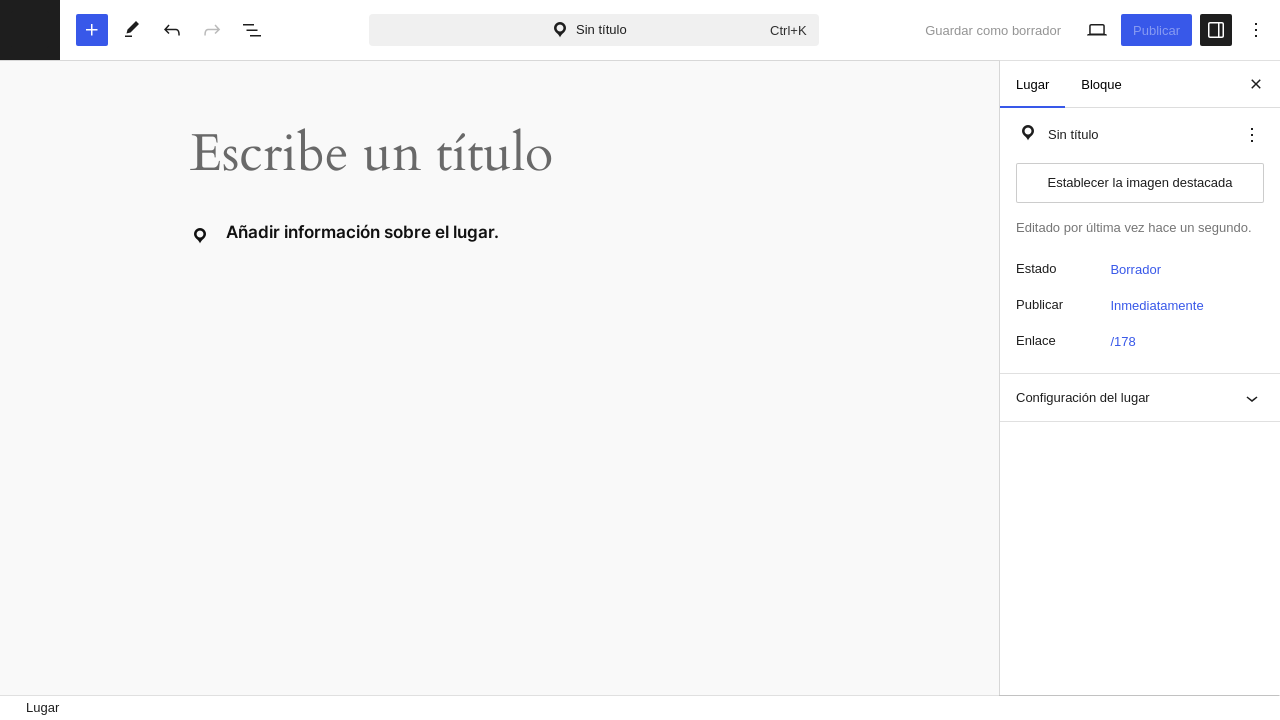 Sin título
Ctrl+K
Guardar como borrador
Publicar
Lugar
Bloque
Escribe un título
Sin título
Establecer la imagen destacada
Añadir información sobre el lugar.
Editado por última vez hace un segundo.
Estado
Borrador
Publicar
Inmediatamente
Enlace
/178
Configuración del lugar
Lugar